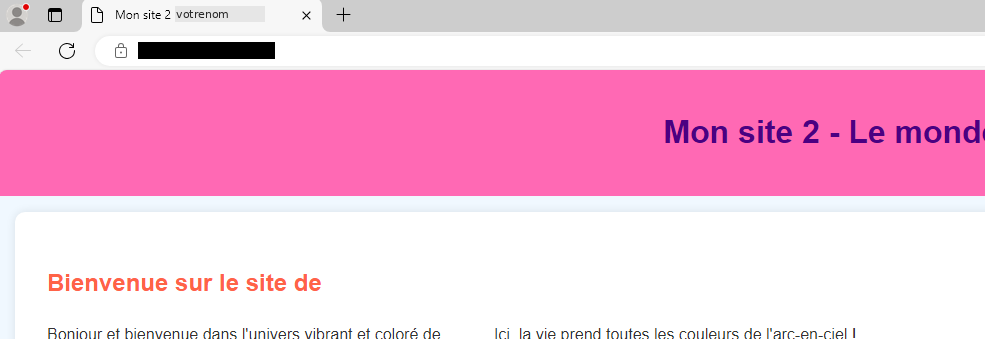 Mon site 2 votrenom
Mon site 2 - Le monde
Bienvenue sur le site de
Bonjour et bienvenue dans l'univers vibrant et coloré de
Ici, la vie prend toutes les couleurs de l'arc-en-ciel !